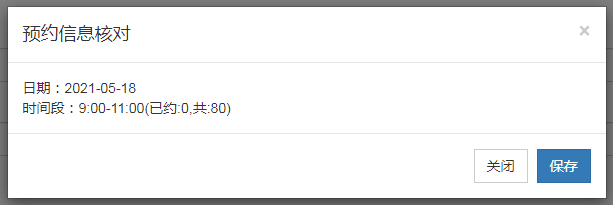 预约信息核对
×
日期：2021-05-18
时间段：9:00-11:00(已约:0,共:80)
关闭 保存